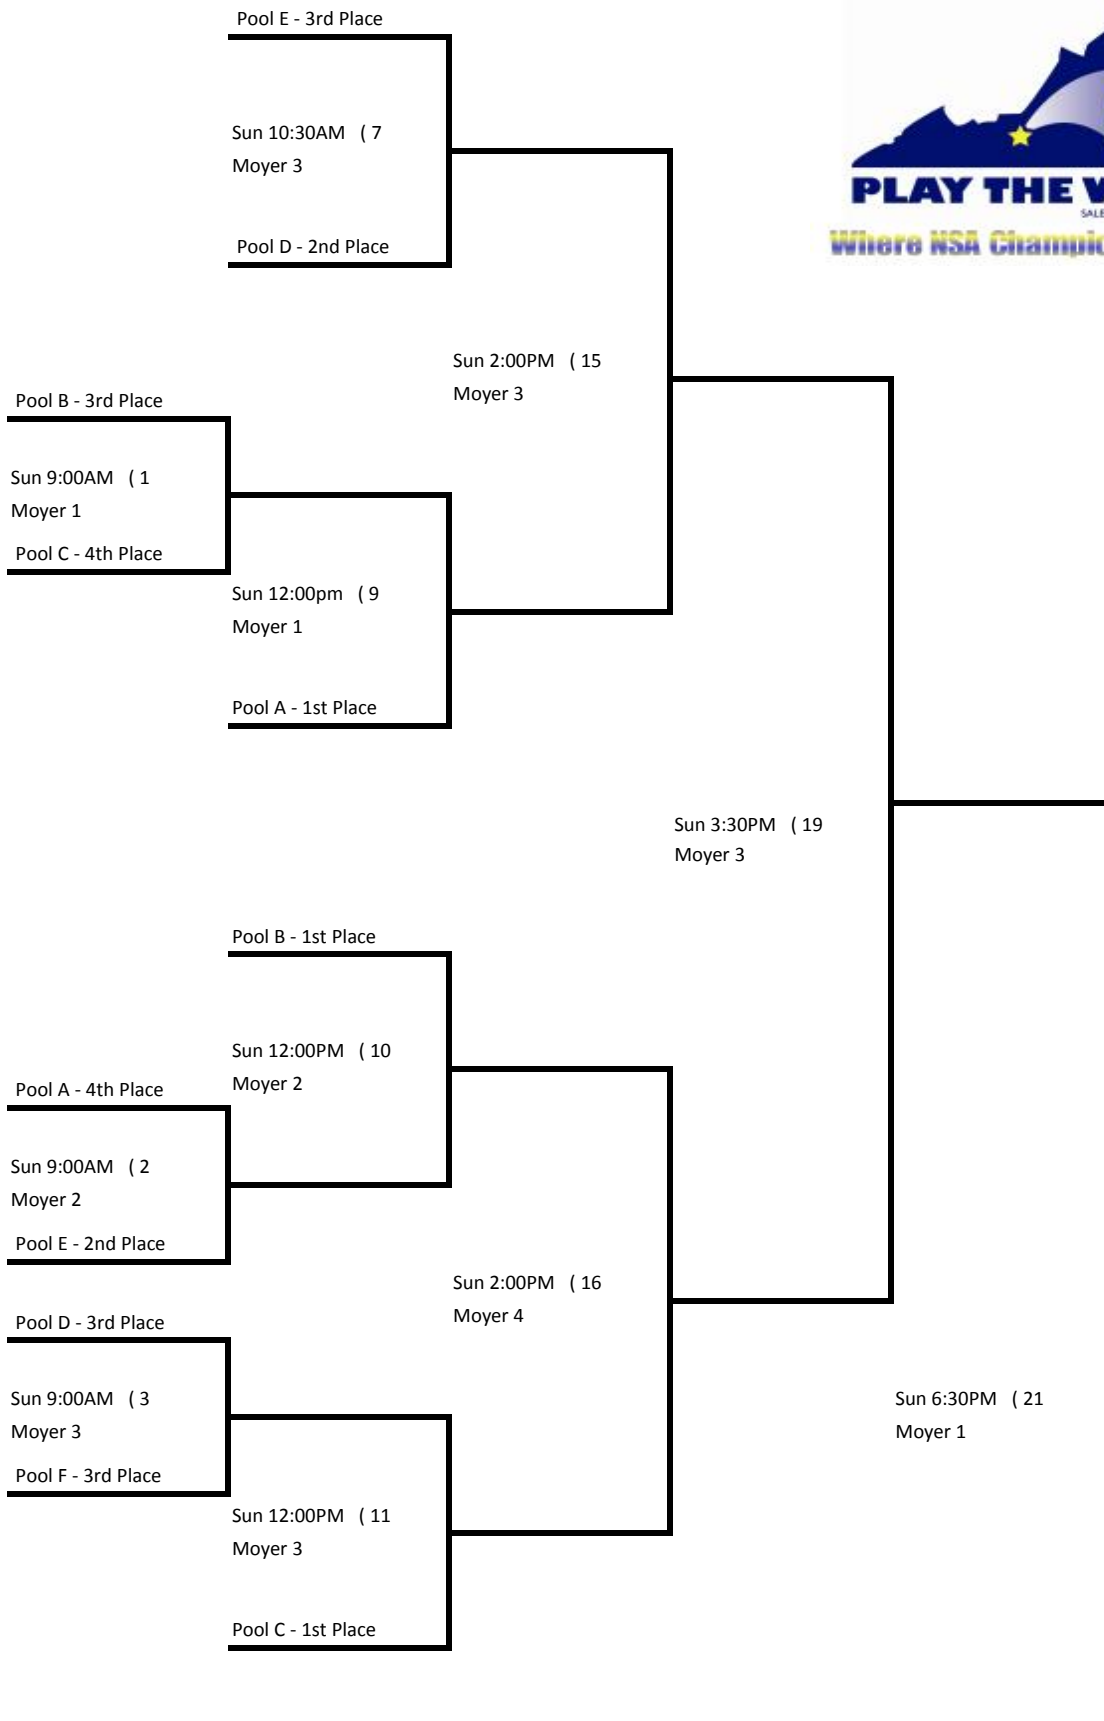 Pool E - 3rd Place
Sun 10:30AM ( 7
Moyer 3
Pool D - 2nd Place
PLAY THE
Where NSA
Sun 2:00PM ( 15
Moyer 3
Pool B - 3rd Place
Sun 9:00AM ( 1
Moyer 1
Pool C - 4th Place
Sun 12:00pm ( 9
Moyer 1
Pool A - 1st Place
Sun 3:30PM ( 19
Moyer 3
Pool B - 1st Place
Sun 12:00PM ( 10
Moyer 2
Pool A - 4th Place
Sun 9:00AM ( 2
Moyer 2
Pool E - 2nd Place
Sun 2:00PM ( 16
Moyer 4
Pool D - 3rd Place
Sun 9:00AM ( 3
Moyer 3
Pool F - 3rd Place
Sun 6:30PM ( 21
Moyer 1
Sun 12:00PM ( 11
Moyer 3
Pool C - 1st Place